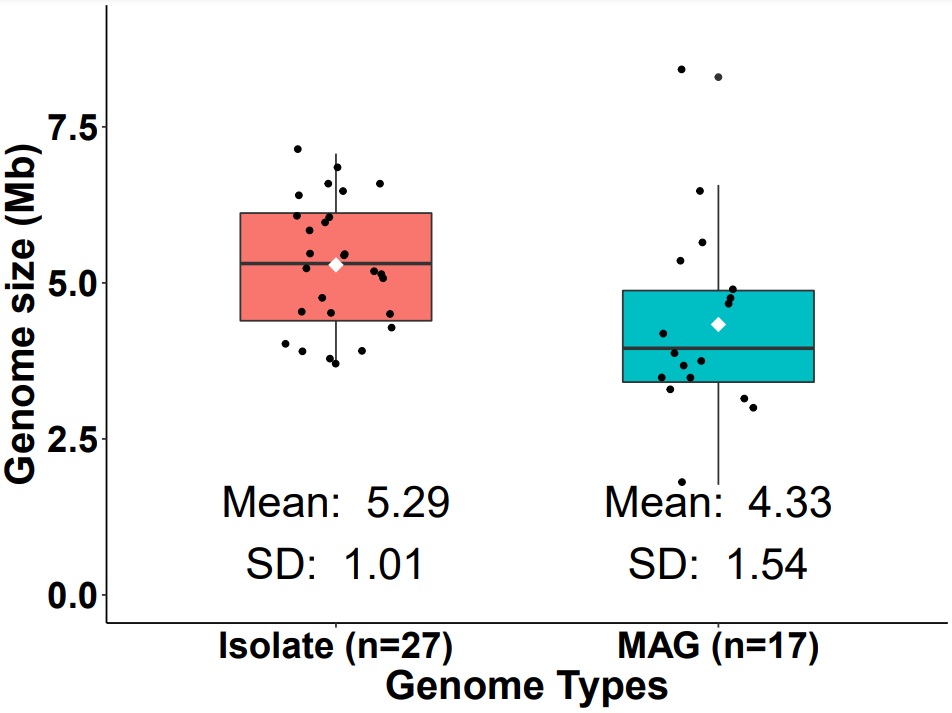 Genome size (Mb)
7.5
5.0
2.5
0.0
Mean: 5.29
SD: 1.01
Mean: 4.33
SD: 1.54
Isolate (n=27)
MAG (n=17)
Genome Types